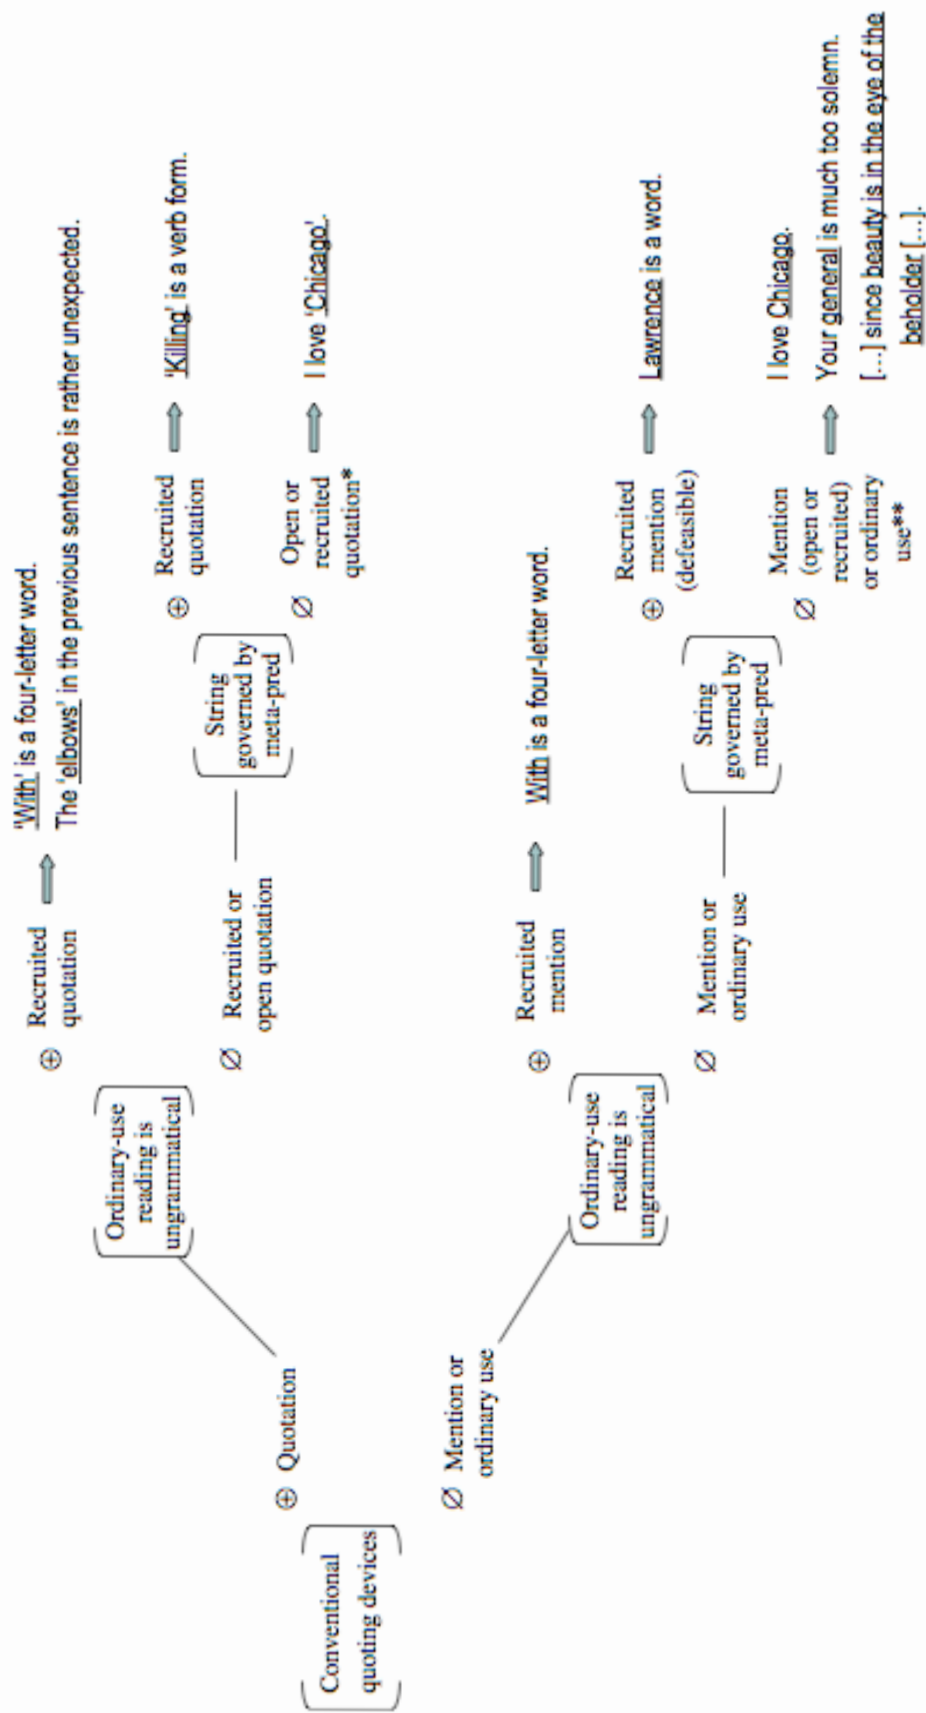 Conventional
quoting devices
⊕ Quotation
Ordinary-use
reading is
ungrammatical
⊕ Recruited
quotation
'With' is a four-letter word.
The 'elbows' in the previous sentence is rather unexpected.
∅ Recruited or
open quotation
String
governed by
meta-pred
⊕ Recruited
quotation
'Killing' is a verb form.
∅ Open or
recruited
quotation*
I love 'Chicago'.
∅ Mention or
ordinary use
Ordinary-use
reading is
ungrammatical
⊕ Recruited
mention
With is a four-letter word.
∅ Mention or
ordinary use
String
governed by
meta-pred
⊕ Recruited
mention
(defeasible)
Lawrence is a word.
∅ Mention
(open or
recruited)
or ordinary
use**
I love Chicago.
Your general is much too solemn.
[...] since beauty is in the eye of the
beholder [...].